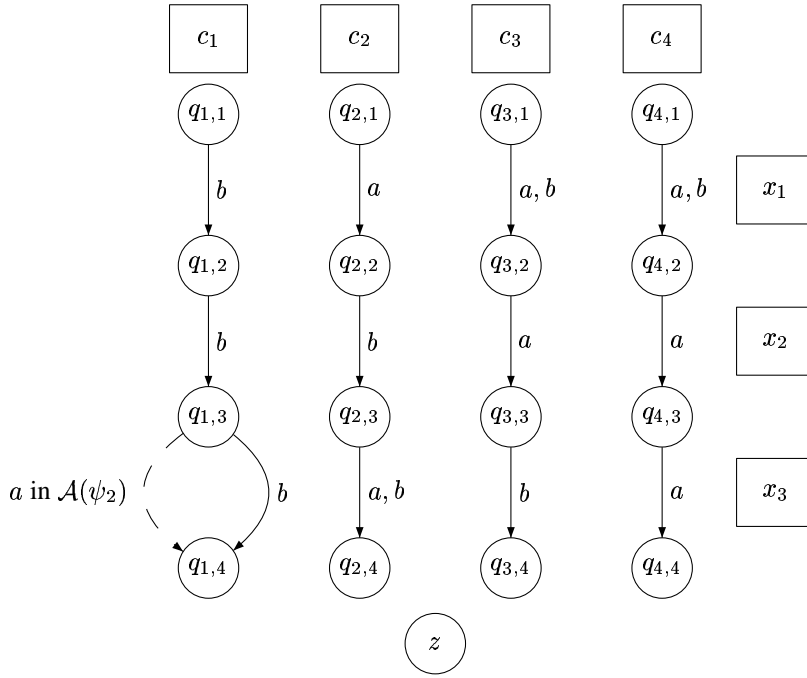 c1 c2 c3 c4
q1,1 q2,1 q3,1 q4,1
b a a, b a, b x1
q1,2 q2,2 q3,2 q4,2
b b a a x2
q1,3 q2,3 q3,3 q4,3
a in 𝒜(ψ2) b a, b b a x3
q1,4 q2,4 q3,4 q4,4
z